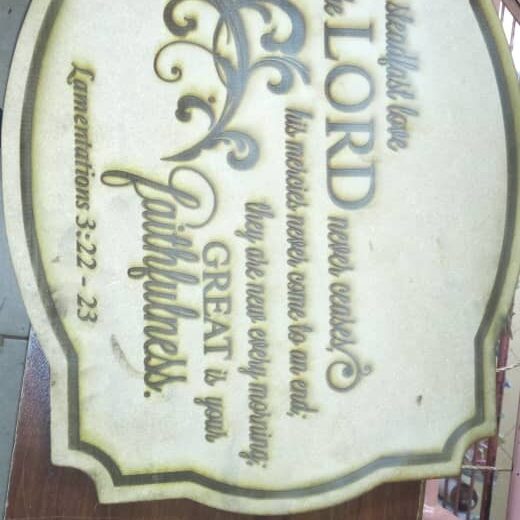 steadfast love
LORD never ceases,
his mercies never come to an end;
they are new every morning;
GREAT is your
faithfulness.
Lamentations 3:22 - 23